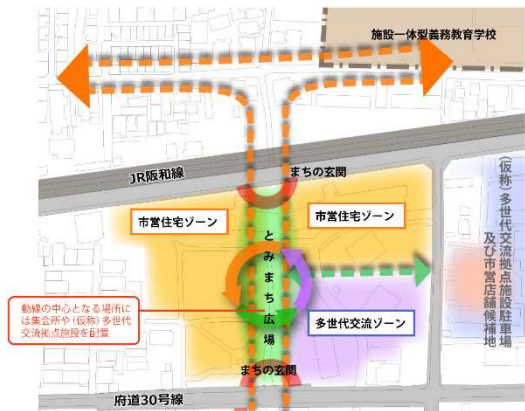 施設一体型義務教育学校
JR阪和線
まちの玄関
市営住宅ゾーン
市営住宅ゾーン
とみまち広場
(仮称)多世代交流拠点施設駐車場
及び市営店舗候補地
動線の中心となる場所に
は集会所や(仮称)多世代
交流拠点施設を配置
多世代交流ゾーン
まちの玄関
府道30号線